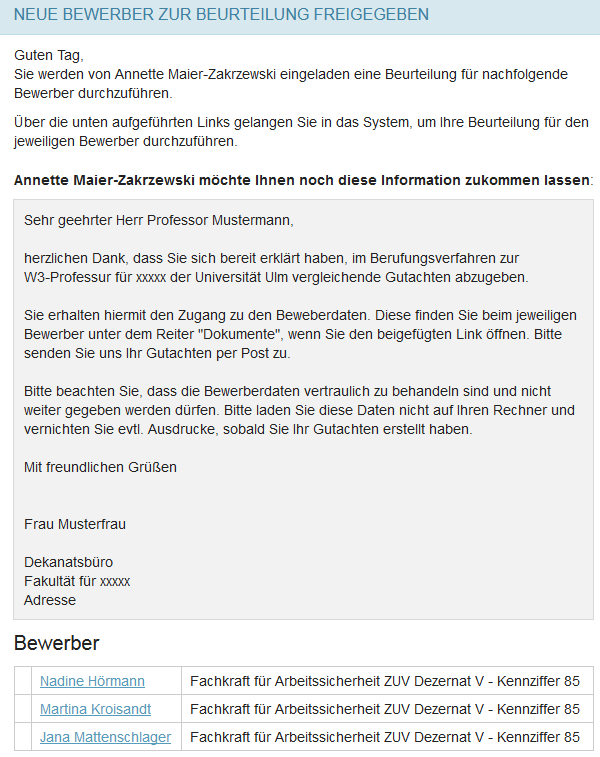 NEUE BEWERBER ZUR BEURTEILUNG FREIGEGEBEN
Guten Tag,
Sie werden von Annette Maier-Zakrzewski eingeladen eine Beurteilung für nachfolgende
Bewerber durchzuführen.
Über die unten aufgeführten Links gelangen Sie in das System, um Ihre Beurteilung für den
jeweiligen Bewerber durchzuführen.
Annette Maier-Zakrzewski möchte Ihnen noch diese Information zukommen lassen:
Sehr geehrter Herr Professor Mustermann,
herzlichen Dank, dass Sie sich bereit erklärt haben, im Berufungsverfahren zur
W3-Professur für xxxxx der Universität Ulm vergleichende Gutachten abzugeben.
Sie erhalten hiermit den Zugang zu den Beweberdaten. Diese finden Sie beim jeweiligen
Bewerber unter dem Reiter "Dokumente", wenn Sie den beigefügten Link öffnen. Bitte
senden Sie uns Ihr Gutachten per Post zu.
Bitte beachten Sie, dass die Bewerberdaten vertraulich zu behandeln sind und nicht
weiter gegeben werden dürfen. Bitte laden Sie diese Daten nicht auf Ihren Rechner und
vernichten Sie evtl. Ausdrucke, sobald Sie Ihr Gutachten erstellt haben.
Mit freundlichen Grüßen
Frau Musterfrau
Dekanatsbüro
Fakultät für xxxxx
Adresse
Bewerber
Nadine Hörmann Fachkraft für Arbeitssicherheit ZUV Dezernat V - Kennziffer 85
Martina Kroisandt Fachkraft für Arbeitssicherheit ZUV Dezernat V - Kennziffer 85
Jana Mattenschlager Fachkraft für Arbeitssicherheit ZUV Dezernat V - Kennziffer 85